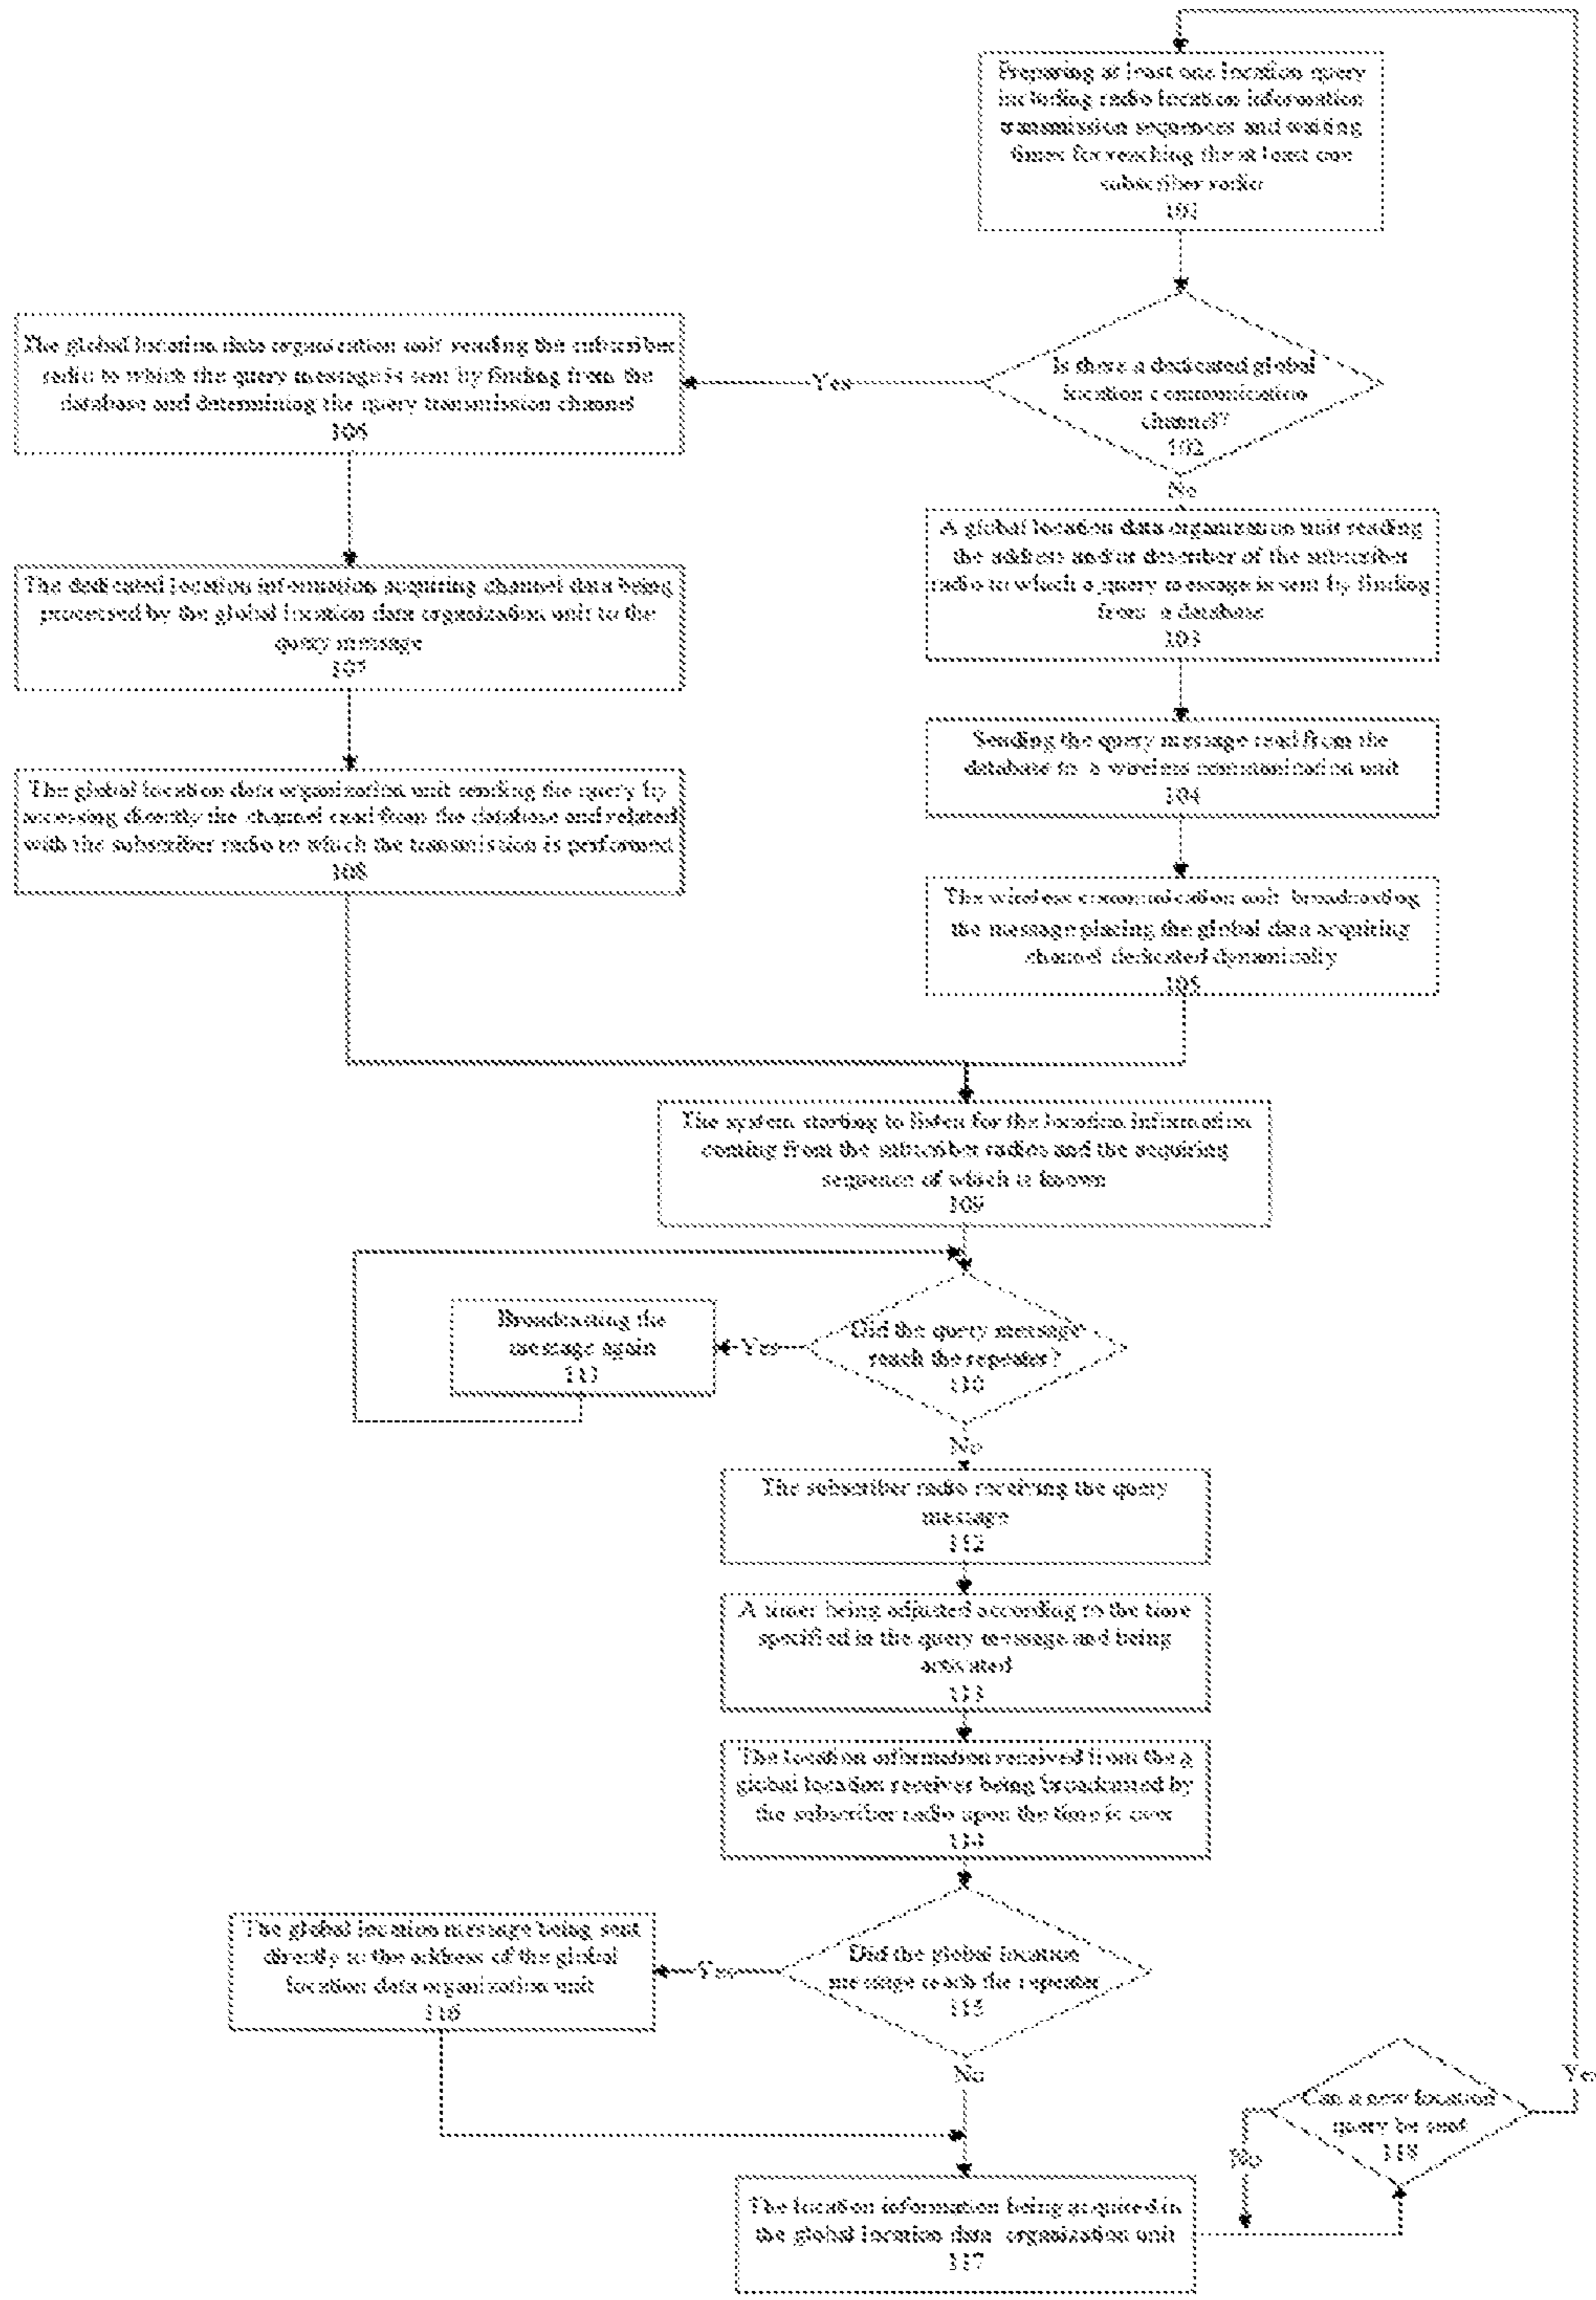 Preparing at least one location query
including radio location information
transmission sequences and waiting
times for reaching the at least one
subscriber radio
101
Is there a dedicated global
location communication
channel?
102
Yes
No
The global location data organization unit reading the subscriber
radio to which the query message is sent by finding from the
database and determining the query transmission channel
106
The dedicated location information acquiring channel data being
processed by the global location data organization unit to the
query message
107
The global location data organization unit sending the query by
accessing directly the channel read from the database and related
with the subscriber radio to which the transmission is performed
108
A global location data organization unit reading
the address and/or describer of the subscriber
radio to which a query message is sent by finding
from a database
103
Sending the query message read from the
database to a wireless communication unit
104
The wireless communication unit broadcasting
the message placing the global data acquiring
channel dedicated dynamically
105
The system starting to listen for the location information
coming from the subscriber radios and the acquiring
sequence of which is known
109
Did the query message
reach the repeater?
110
Yes
Broadcasting the
message again
111
No
The subscriber radio receiving the query
message
112
A timer being adjusted according to the time
specified in the query message and being
activated
113
The location information received from the a
global location receiver being broadcasted by
the subscriber radio upon the time is over
114
Did the global location
message reach the repeater
115
Yes
The global location message being sent
directly to the address of the global
location data organization unit
116
No
The location information being acquired in
the global location data organization unit
117
Can a new location
query be sent
118
No
Yes